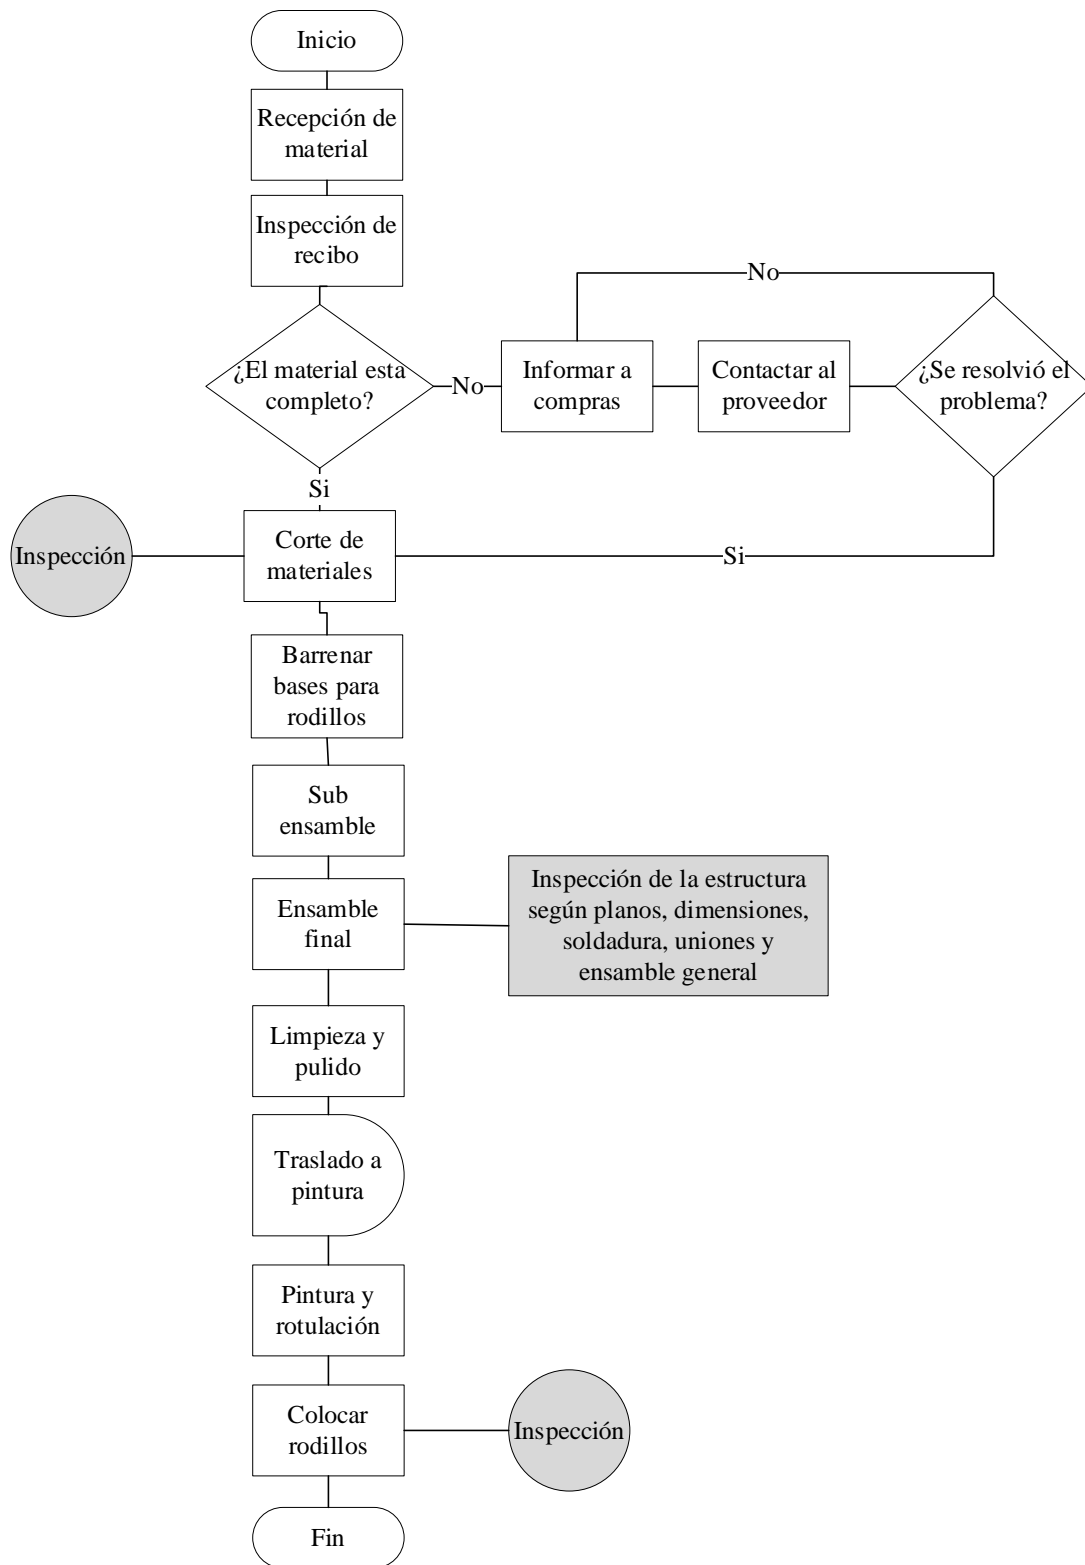 Inicio
Recepción de
material
Inspección de
recibo
No
¿El material esta
completo?
No
Informar a
compras
Contactar al
proveedor
¿Se resolvió el
problema?
Si
Inspección
Corte de
materiales
Si
Barrenar
bases para
rodillos
Sub
ensamble
Ensamble
final
Inspección de la estructura
según planos, dimensiones,
soldadura, uniones y
ensamble general
Limpieza y
pulido
Traslado a
pintura
Pintura y
rotulación
Colocar
rodillos
Inspección
Fin